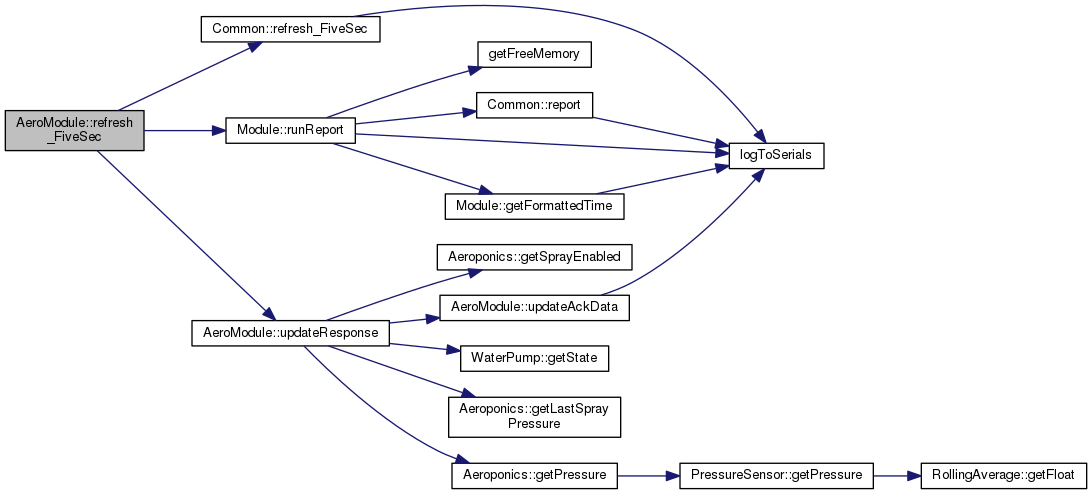 Common::refresh_FiveSec
getFreeMemory
Common::report
AeroModule::refresh
_FiveSec
Module::runReport
logToSerials
Module::getFormattedTime
Aeroponics::getSprayEnabled
AeroModule::updateAckData
AeroModule::updateResponse
WaterPump::getState
Aeroponics::getLastSpray
Pressure
Aeroponics::getPressure
PressureSensor::getPressure
RollingAverage::getFloat